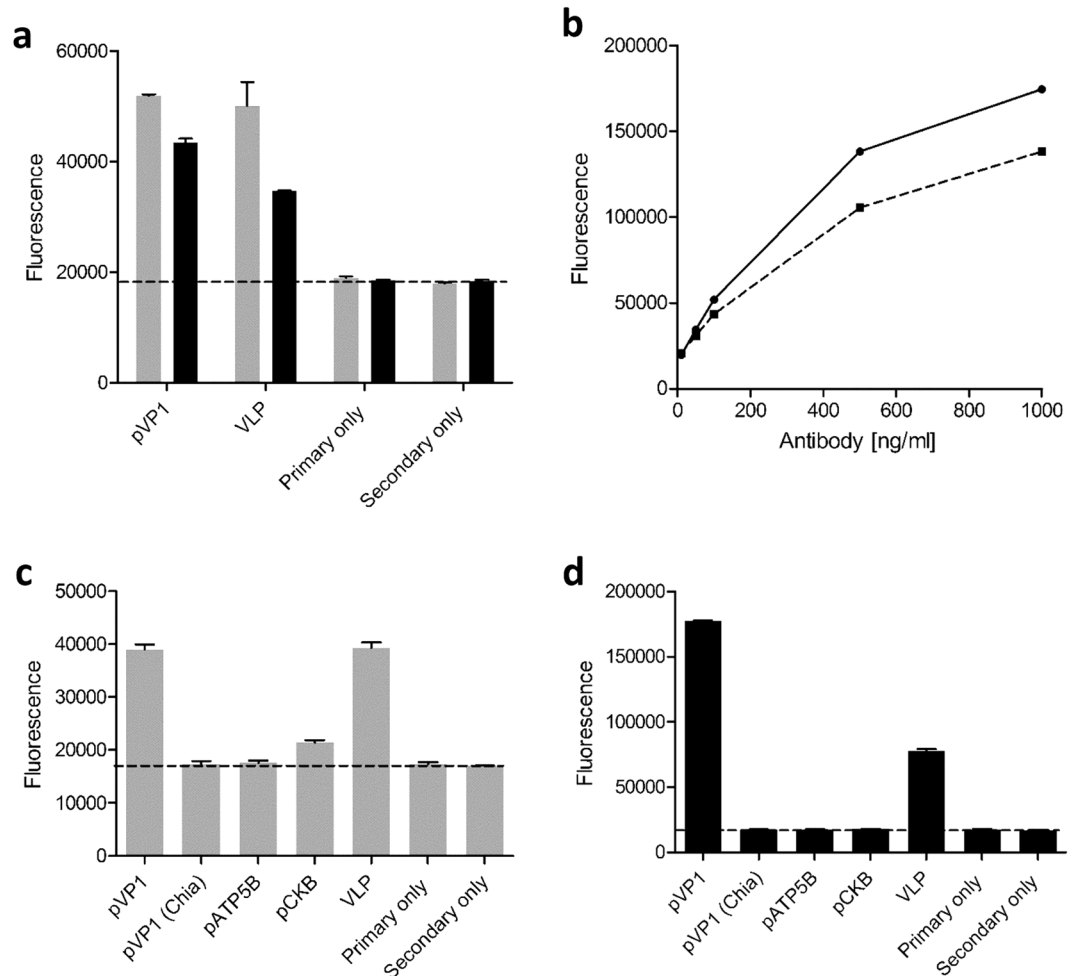 a
60000
40000
20000
0
Fluorescence
pVP1
VLP
Primary only
Secondary only
b
200000
150000
100000
50000
0
Fluorescence
0 200 400 600 800 1000
Antibody [ng/ml]
c
50000
40000
30000
20000
10000
0
Fluorescence
pVP1
pVP1 (Chia)
pATP5B
pCKB
VLP
Primary only
Secondary only
d
200000
150000
100000
50000
0
Fluorescence
pVP1
pVP1 (Chia)
pATP5B
pCKB
VLP
Primary only
Secondary only